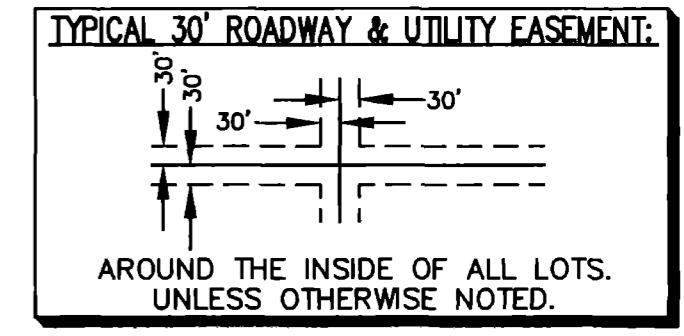 TYPICAL 30' ROADWAY & UTILITY EASEMENT:
30'
30'
30'
30'
AROUND THE INSIDE OF ALL LOTS.
UNLESS OTHERWISE NOTED.